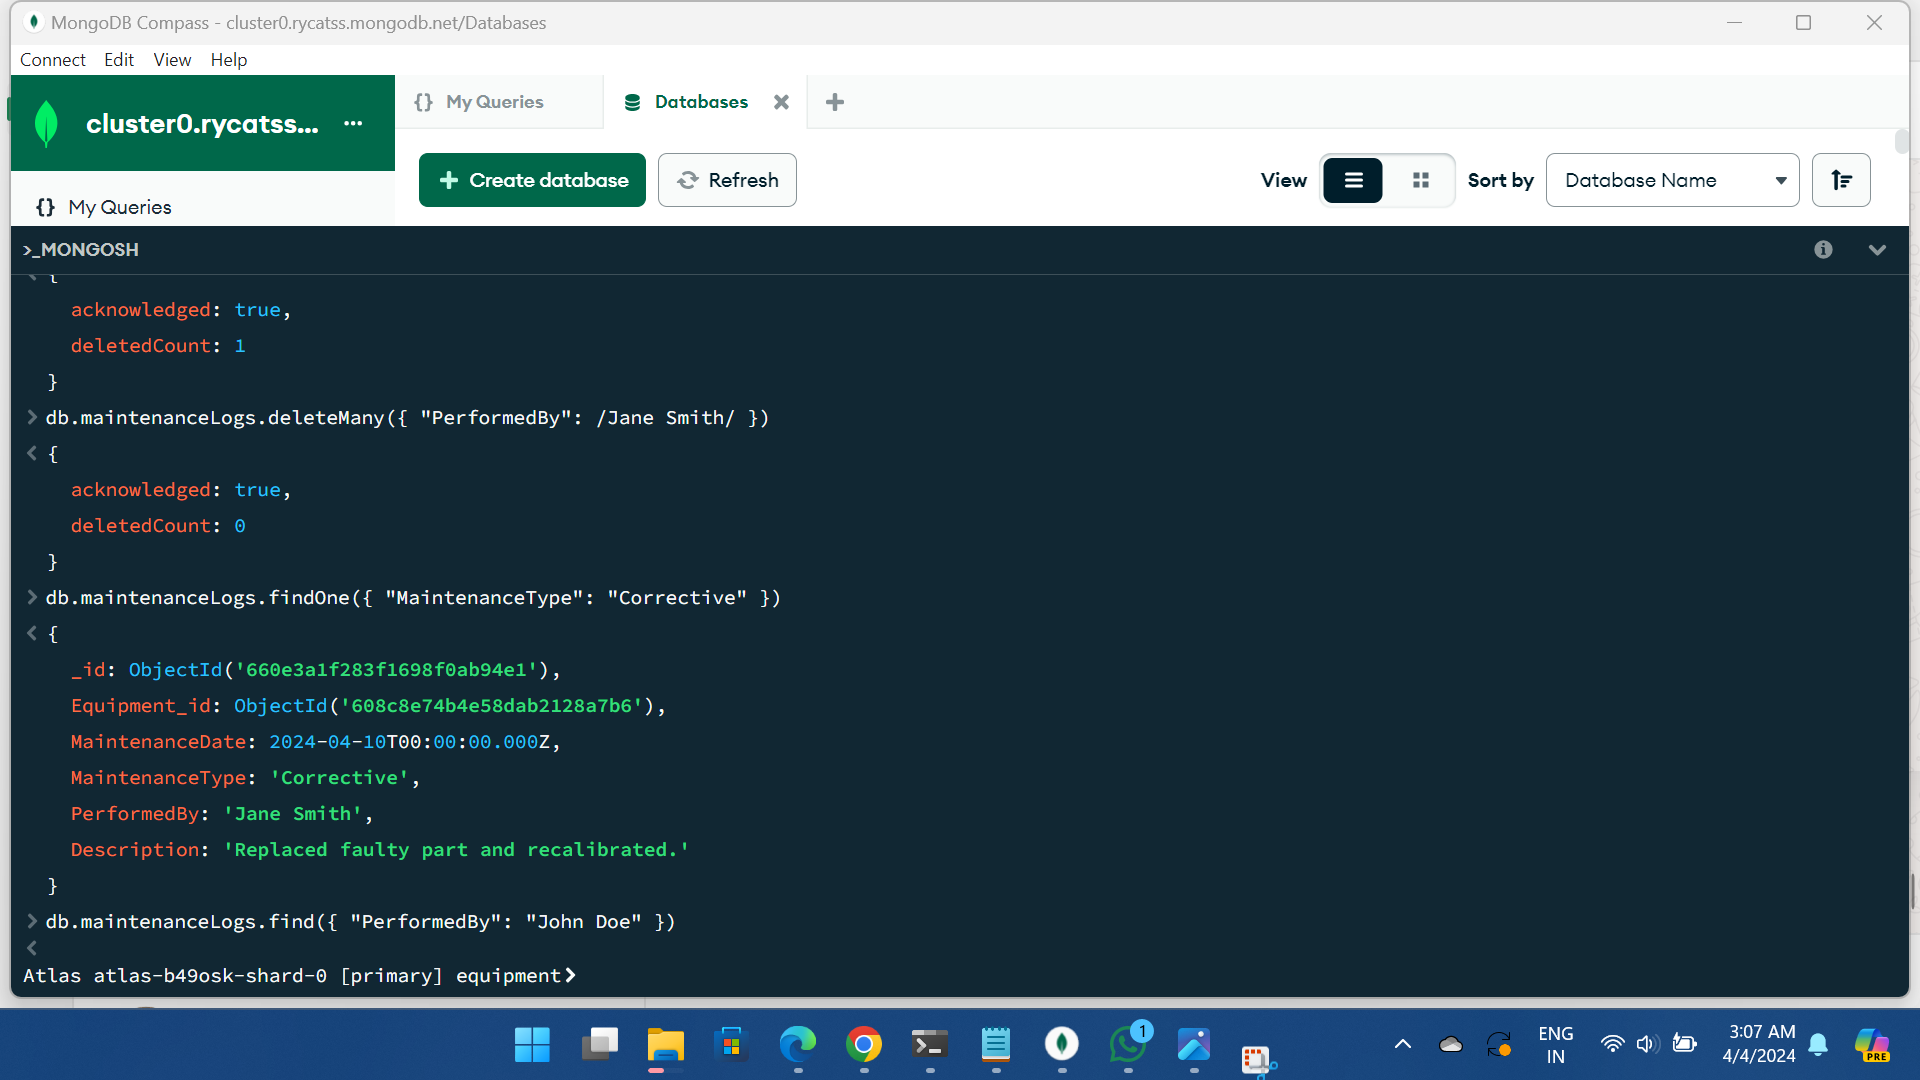 MongoDB Compass - cluster0.rycatss.mongodb.net/Databases
Connect Edit View Help
cluster0.rycatss... ...
{} My Queries
Databases
+ Create database
Refresh
View
Sort by
Database Name
{} My Queries
>_MONGOSH
{
acknowledged: true,
deletedCount: 1
}
> db.maintenanceLogs.deleteMany({ "PerformedBy": /Jane Smith/ })
< {
acknowledged: true,
deletedCount: 0
}
> db.maintenanceLogs.findOne({ "MaintenanceType": "Corrective" })
< {
_id: ObjectId('660e3a1f283f1698f0ab94e1'),
Equipment_id: ObjectId('608c8e74b4e58dab2128a7b6'),
MaintenanceDate: 2024-04-10T00:00:00.000Z,
MaintenanceType: 'Corrective',
PerformedBy: 'Jane Smith',
Description: 'Replaced faulty part and recalibrated.'
}
> db.maintenanceLogs.find({ "PerformedBy": "John Doe" })
<
Atlas atlas-b49osk-shard-0 [primary] equipment>
1
ENG
IN
3:07 AM
4/4/2024
PRE